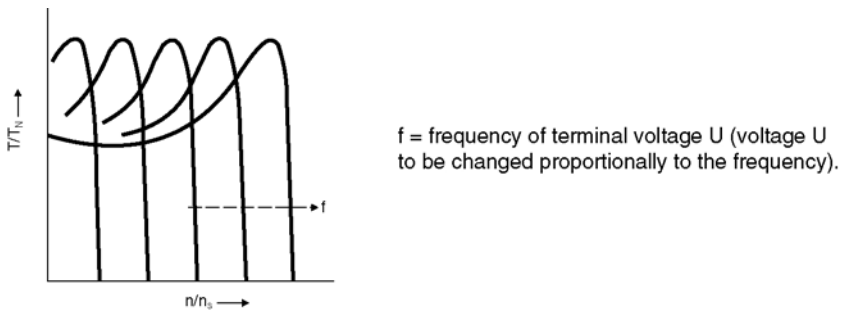 T/T_N
f
n/n_s
f = frequency of terminal voltage U (voltage U
to be changed proportionally to the frequency).